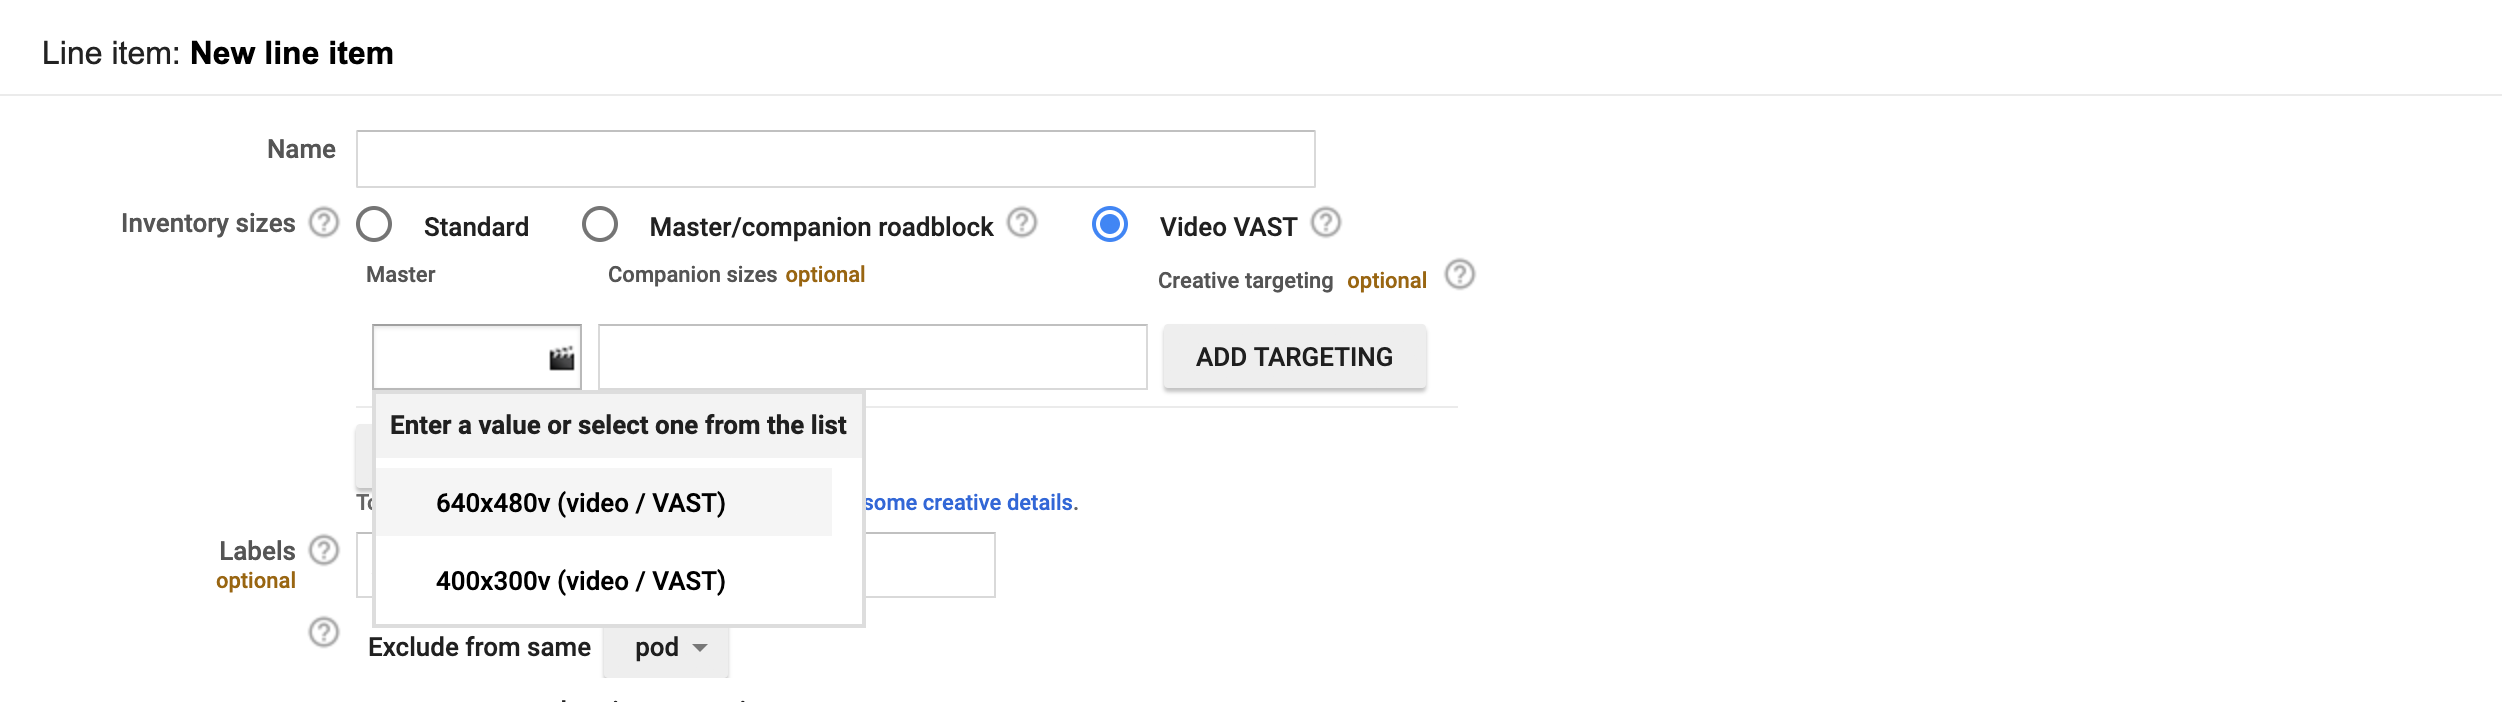 Line item: New line item
Name
Inventory sizes ? Standard Master/companion roadblock ? Video VAST ?
Master Companion sizes optional Creative targeting optional ?
ADD TARGETING
Enter a value or select one from the list
640x480v (video / VAST)
some creative details.
400x300v (video / VAST)
Labels ?
optional
? Exclude from same pod